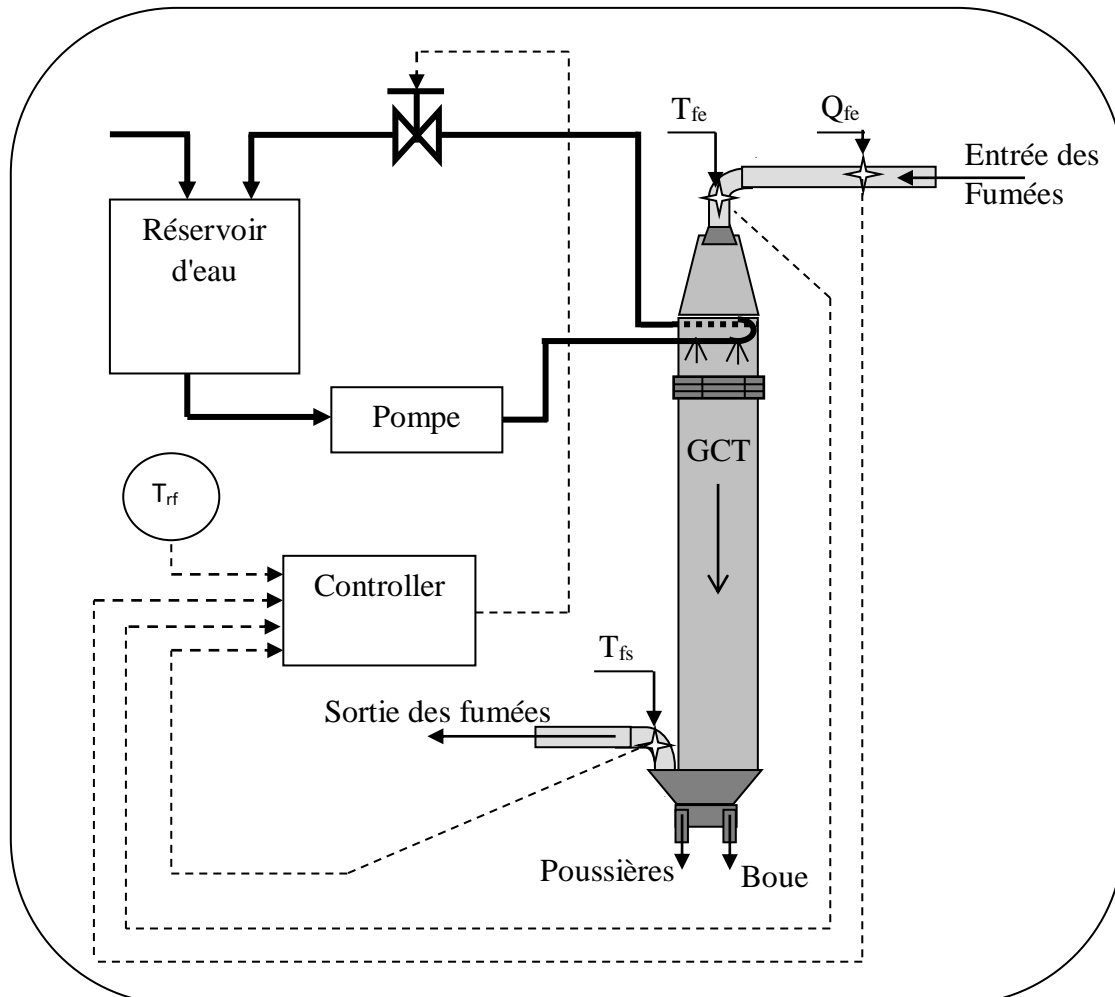 T_fe
Q_fe
Entrée des
Fumées
Réservoir
d'eau
Pompe
GCT
T_rf
Controller
T_fs
Sortie des fumées
Poussières
Boue